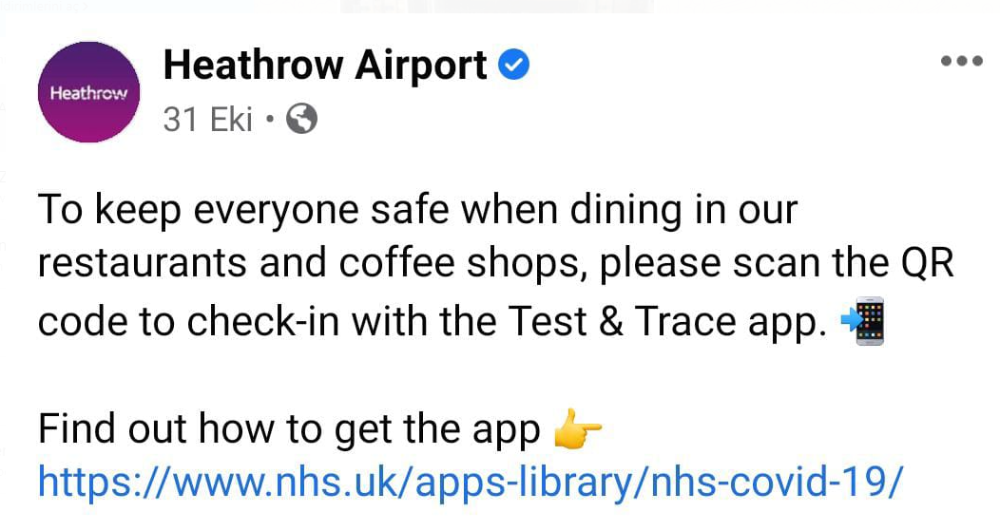 Heathrow
Heathrow Airport
31 Eki •
To keep everyone safe when dining in our
restaurants and coffee shops, please scan the QR
code to check-in with the Test & Trace app. 📲
Find out how to get the app 👉
https://www.nhs.uk/apps-library/nhs-covid-19/